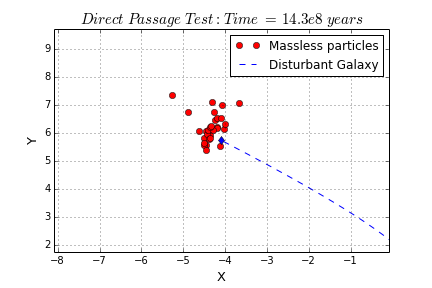 Direct Passage Test: Time = 14.3e8 years
Massless particles
Disturbant Galaxy
Y
9
8
7
6
5
4
3
2
−8 −7 −6 −5 −4 −3 −2 −1
X